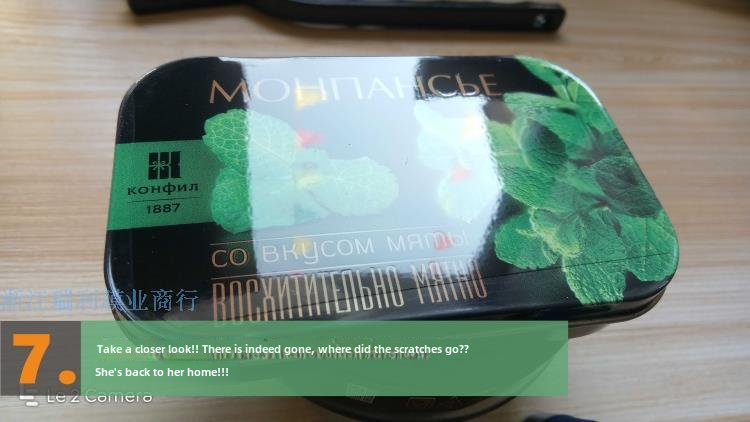 МОНПАНСЬЕ
КОНФИЛ
1887
СО ВКУСОМ МЯТЫ
ВОСХИТИТЕЛЬНО МЯТНО
7.
Take a closer look!! There is indeed gone, where did the scratches go??
She's back to her home!!!
Le 2 Camera